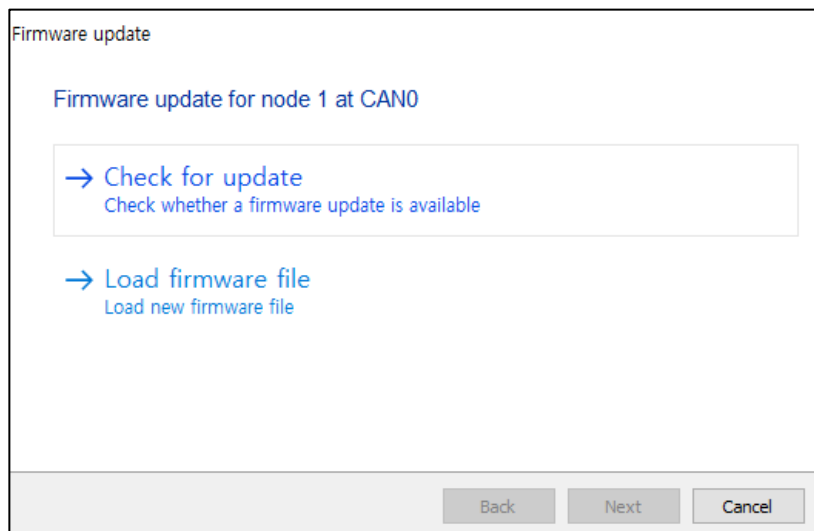 Firmware update
Firmware update for node 1 at CAN0
→ Check for update
Check whether a firmware update is available
→ Load firmware file
Load new firmware file
Back Next Cancel